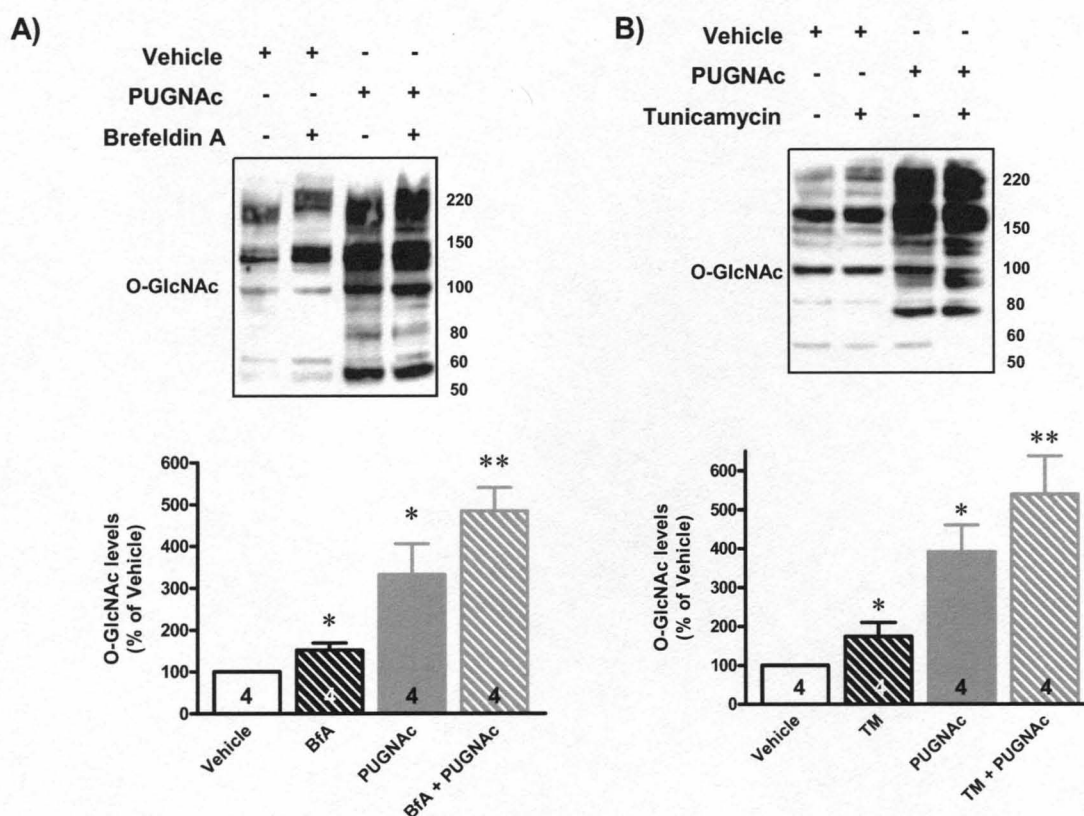 A)
Vehicle + + - -
PUGNAc - - + +
Brefeldin A - + - +
O-GlcNAc
220
150
100
80
60
50
O-GlcNAc levels
(% of Vehicle)
600
500
400
300
200
100
0
*
*
**
4 4 4 4
Vehicle
BfA
PUGNAc
BfA + PUGNAc
B)
Vehicle + + - -
PUGNAc - - + +
Tunicamycin - + - +
O-GlcNAc
220
150
100
80
60
50
O-GlcNAc levels
(% of Vehicle)
600
500
400
300
200
100
0
*
*
**
4 4 4 4
Vehicle
TM
PUGNAc
TM + PUGNAc